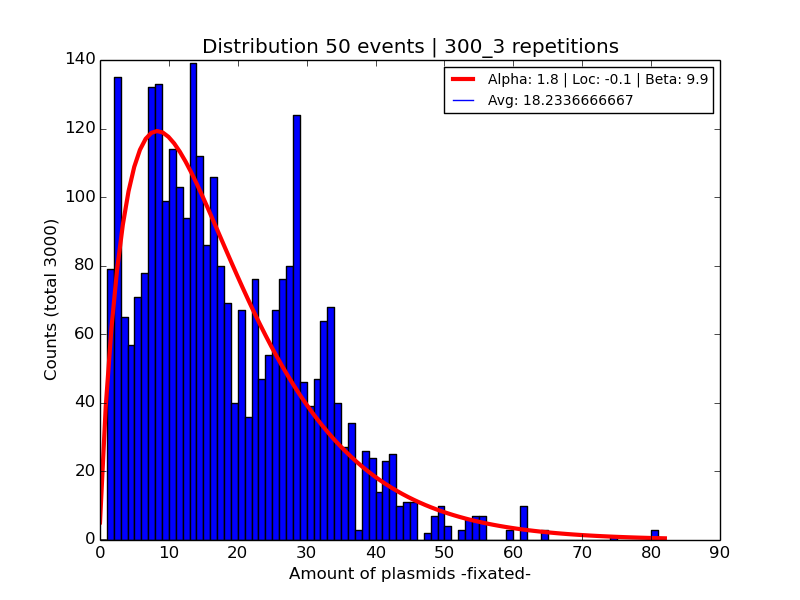 Distribution 50 events | 300_3 repetitions
Alpha: 1.8 | Loc: -0.1 | Beta: 9.9
Avg: 18.2336666667
140
120
100
80
60
40
20
0
Counts (total 3000)
0 10 20 30 40 50 60 70 80 90
Amount of plasmids -fixated-